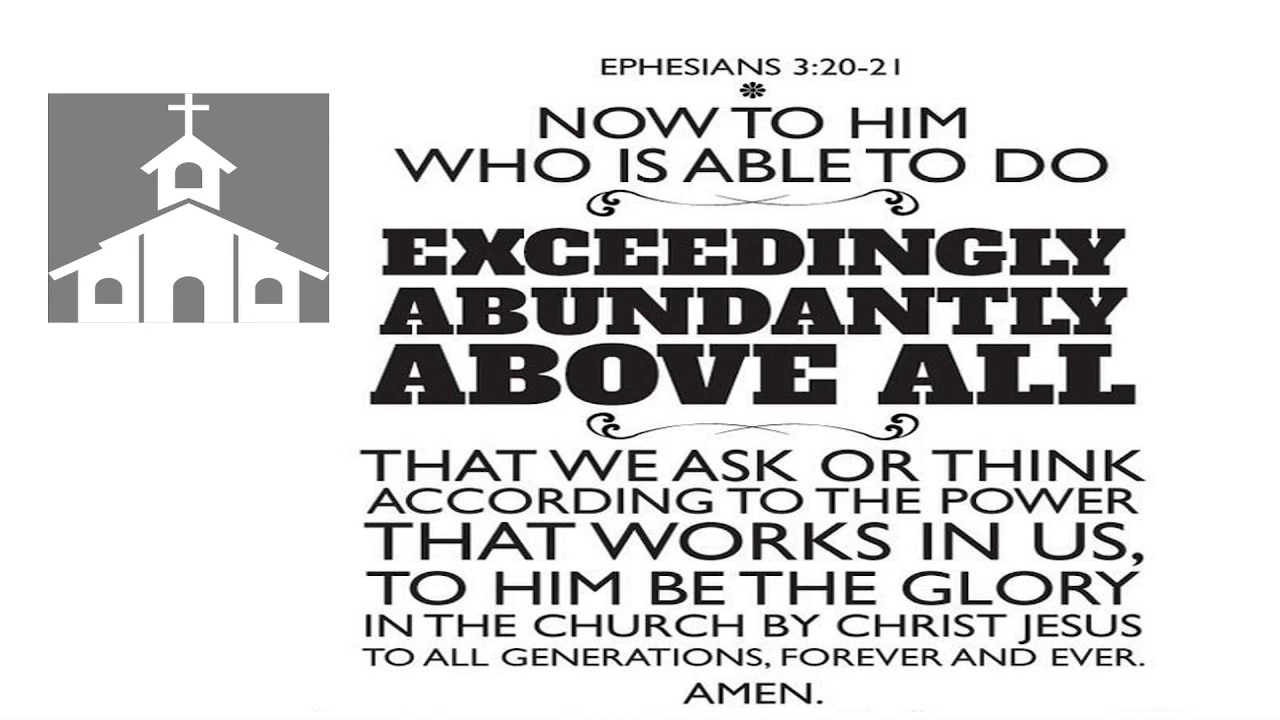 EPHESIANS 3:20-21
NOW TO HIM
WHO IS ABLE TO DO
EXCEEDINGLY
ABUNDANTLY
ABOVE ALL
THAT WE ASK OR THINK
ACCORDING TO THE POWER
THAT WORKS IN US,
TO HIM BE THE GLORY
IN THE CHURCH BY CHRIST JESUS
TO ALL GENERATIONS, FOREVER AND EVER.
AMEN.